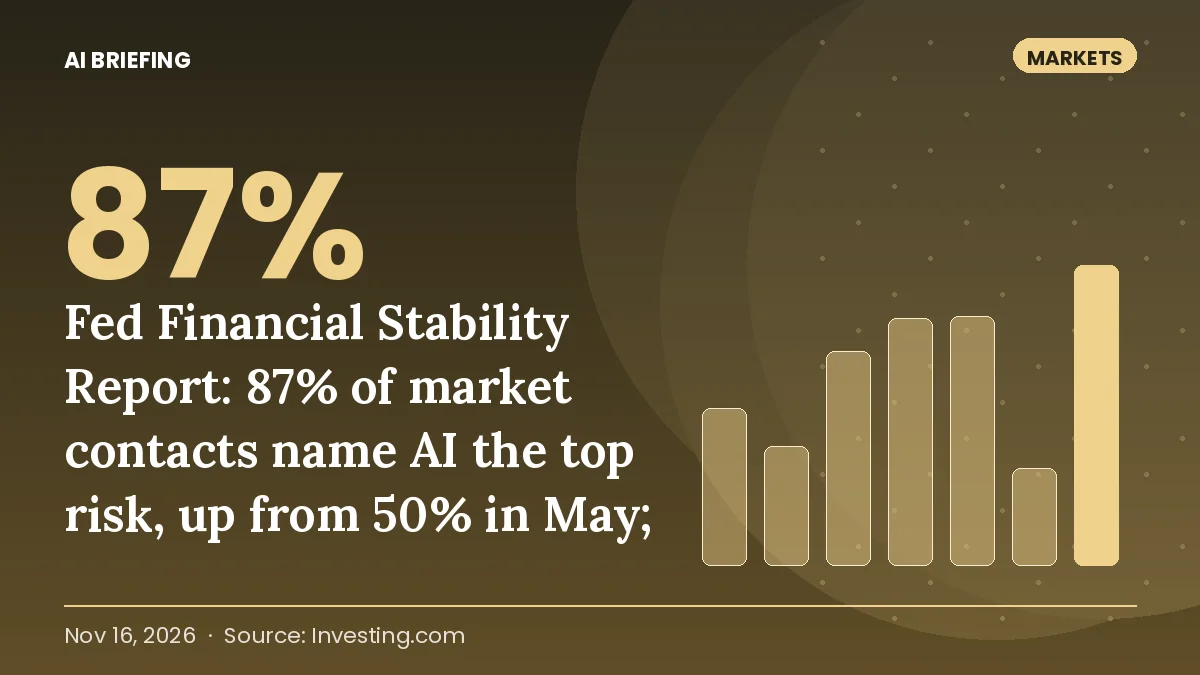 AI BRIEFING
MARKETS
87%
Fed Financial Stability
Report: 87% of market
contacts name AI the top
risk, up from 50% in May;
Nov 16, 2026 · Source: Investing.com